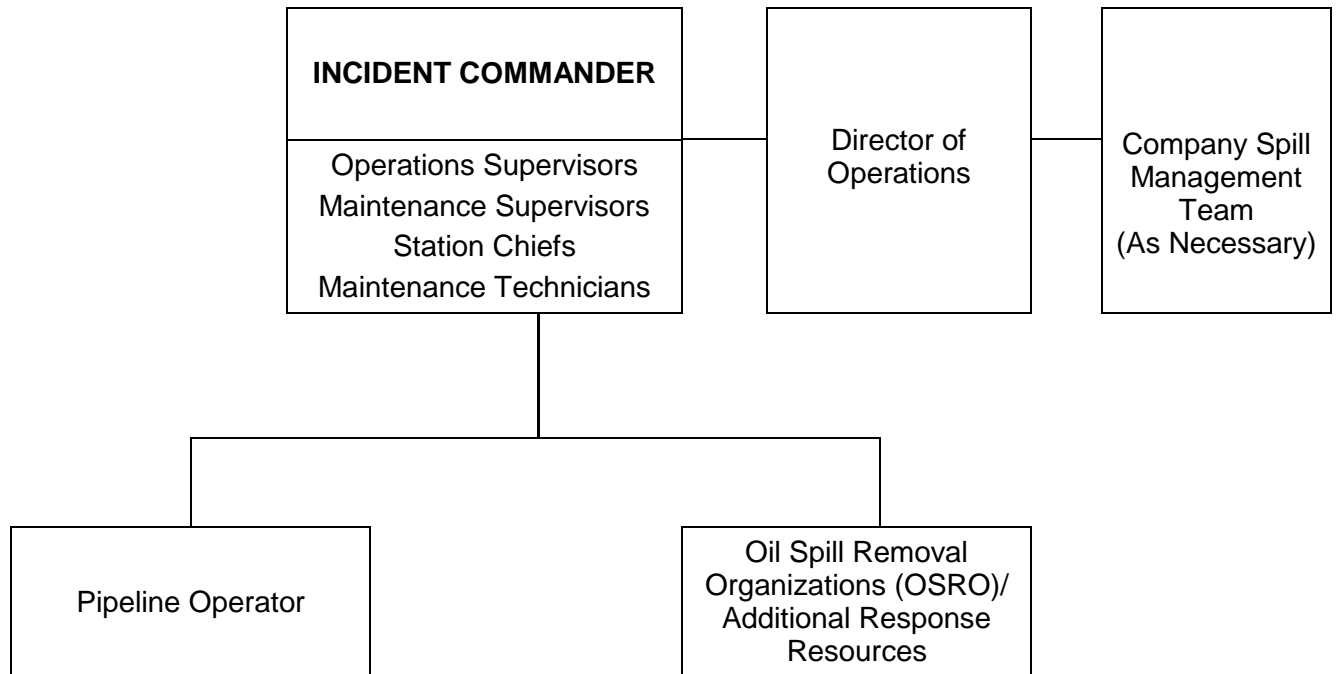 INCIDENT COMMANDER
Operations Supervisors
Maintenance Supervisors
Station Chiefs
Maintenance Technicians
Director of
Operations
Company Spill
Management
Team
(As Necessary)
Pipeline Operator
Oil Spill Removal
Organizations (OSRO)/
Additional Response
Resources